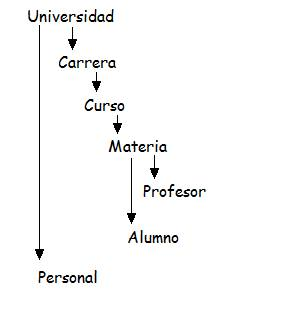 Universidad
Carrera
Curso
Materia
Profesor
Alumno
Personal